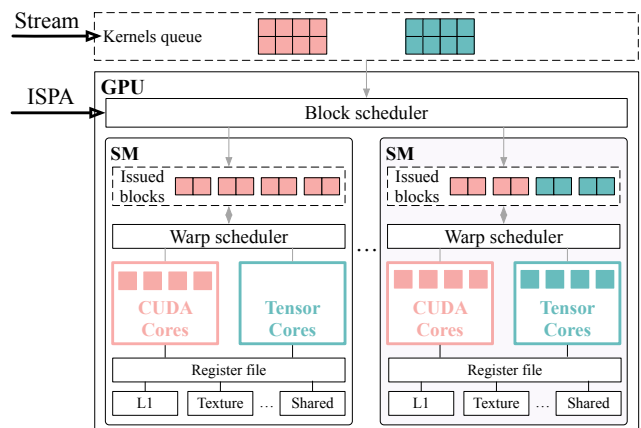 Stream
Kernels queue
ISPA
GPU
Block scheduler
SM
Issued
blocks
Warp scheduler
CUDA
Cores
Tensor
Cores
Register file
L1
Texture
...
Shared
...
SM
Issued
blocks
Warp scheduler
CUDA
Cores
Tensor
Cores
Register file
L1
Texture
...
Shared